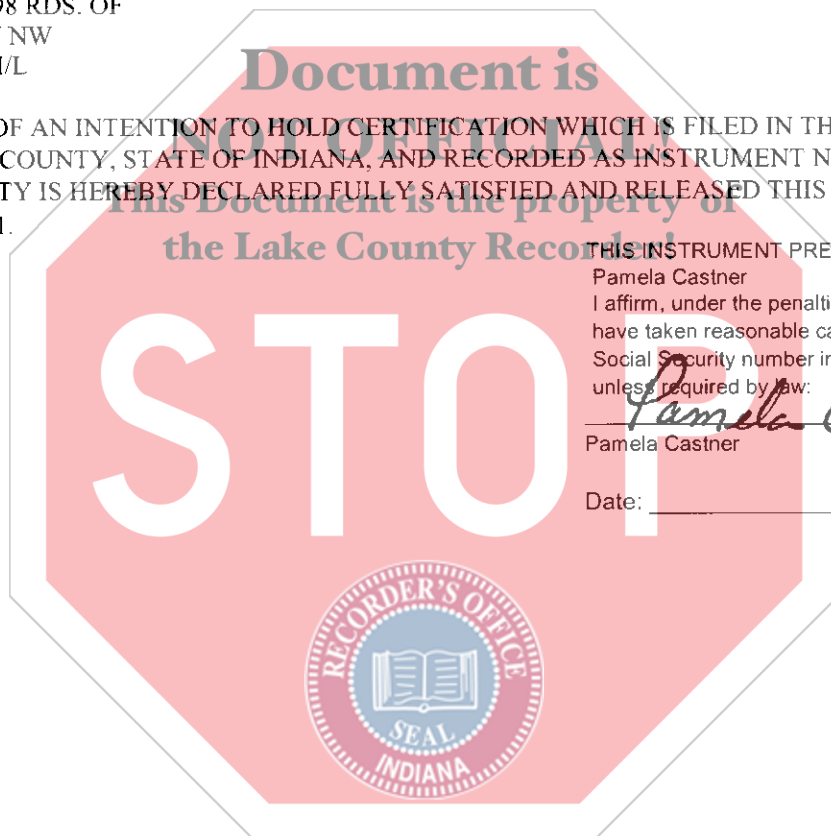 98 RDS. OF
NW
/L
Document is
OF AN INTENTION TO HOLD CERTIFICATION WHICH IS FILED IN TH
NOT OFFICIAL!
COUNTY, STATE OF INDIANA, AND RECORDED AS INSTRUMENT N
TY IS HEREBY DECLARED FULLY SATISFIED AND RELEASED THIS
This Document is the property of
1.
the Lake County Recorder!
THIS INSTRUMENT PRE
Pamela Castner
I affirm, under the penalti
have taken reasonable ca
Social Security number in
unless required by law:
Pamela C
Pamela Castner
Date:
STOP
RECORDER'S OFFICE
SEAL
INDIANA